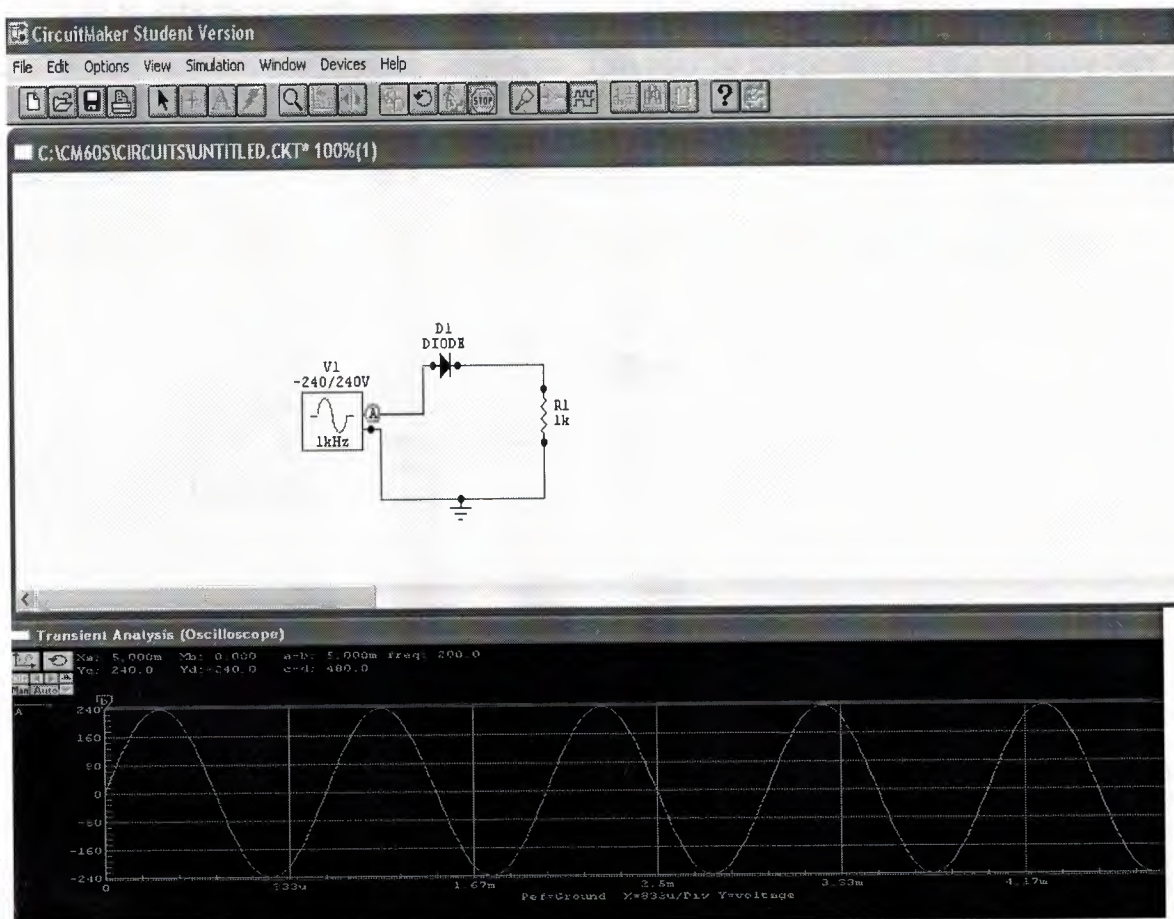 CircuitMaker Student Version
File Edit Options View Simulation Window Devices Help
STOP
?
C:\CM60S\CIRCUITS\UNTITLED.CKT* 100%(1)
D1
DIODE
V1
-240/240V
A
1kHz
R1
1k
Transient Analysis (Oscilloscope)
Xa: 5.000m Xb: 0.000 a-b: 5.000m freq: 200.0
Yc: 240.0 Yd:-240.0 c-d: 480.0
Man Auto
b
A
240
160
80
0
-80
-160
-240
0 833u 1.67m 2.5m 3.33m 4.17m
Ref=Ground X=833u/Div Y=voltage